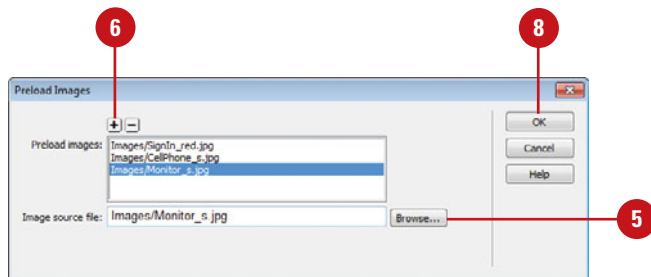 6
8
Preload Images
+ −
OK
Preload images:
Images/SignIn_red.jpg
Images/CellPhone_s.jpg
Images/Monitor_s.jpg
Cancel
Help
Image source file: Images/Monitor_s.jpg Browse...
5